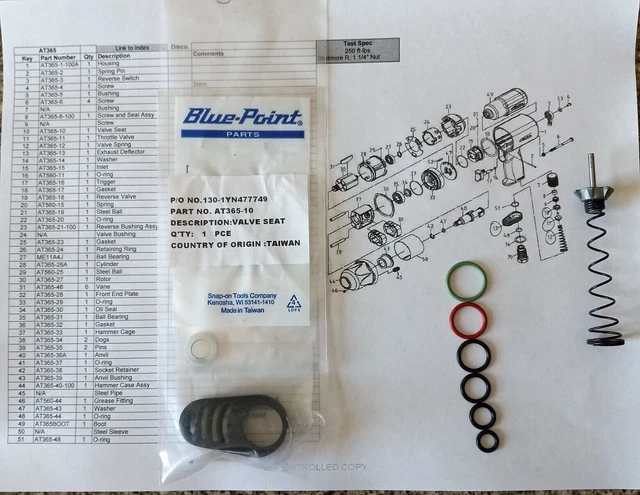 AT365 Link to index Disco. Comments
Key Part Number Qty Description
1 AT365-1-100A 1 Housing
2 AT365-2 1 Spring Pin
3 AT365-3 1 Reverse Switch
4 AT365-4 1 Screw
5 AT365-5 1 Bushing
6 AT365-6 4 Screw
7 N/A Bushing
8 AT365-8-100 1 Screw and Seat Assy
9 N/A Screw
10 AT365-10 1 Valve Seat
11 AT365-11 1 Throttle Valve
12 AT365-12 1 Valve Spring
13 AT365-13 1 Exhaust Deflector
14 AT365-14 1 Washer
15 AT365-15 1 Inlet
16 AT560-11 1 O-ring
17 AT365-16 1 Trigger
18 AT365-17 1 Gasket
19 AT365-18 1 Reverse Valve
20 AT560-15 1 Spring
21 AT365-19 1 Steel Ball
22 AT365-20 1 O-ring
23 AT365-21-100 1 Reverse Bushing Assy
24 N/A Valve Bushing
25 AT365-23 1 Gasket
26 AT365-24 1 Retaining Ring
27 ME11A4J 1 Ball Bearing
28 AT365-26A 1 Cylinder
29 AT560-25 1 Steel Ball
30 AT365-27 1 Rotor
31 AT365-46 6 Vane
32 AT365-28 1 Front End Plate
33 AT365-29 1 O-ring
34 AT365-30 1 Oil Seal
35 AT365-31 1 Ball Bearing
36 AT365-32 1 Gasket
37 AT365-33 1 Hammer Cage
38 AT365-34 2 Dogs
39 AT365-35 2 Pins
40 AT365-36A 1 Anvil
41 AT365-37 1 O-ring
42 AT365-38 1 Socket Retainer
43 AT365-39 1 Anvil Bushing
44 AT365-40-100 1 Hammer Case Assy
45 N/A Steel Pipe
46 AT560-44 1 Grease Fitting
47 AT365-43 1 Washer
48 AT365-44 1 O-ring
49 AT365BOOT 1 Boot
50 N/A Steel Sleeve
51 AT365-48 1 O-ring
Test Spec
250 ft-lbs
Skidmore R, 1 1/4" Nut
Blue-Point
PARTS
P/O NO.130-1YN477749
PART NO. AT365-10
DESCRIPTION:VALVE SEAT
Q'TY: 1 PCE
COUNTRY OF ORIGIN :TAIWAN
Snap-on Tools Company
Kenosha, WI 53141-1410
Made in Taiwan
LDPE
CONTROLLED COPY